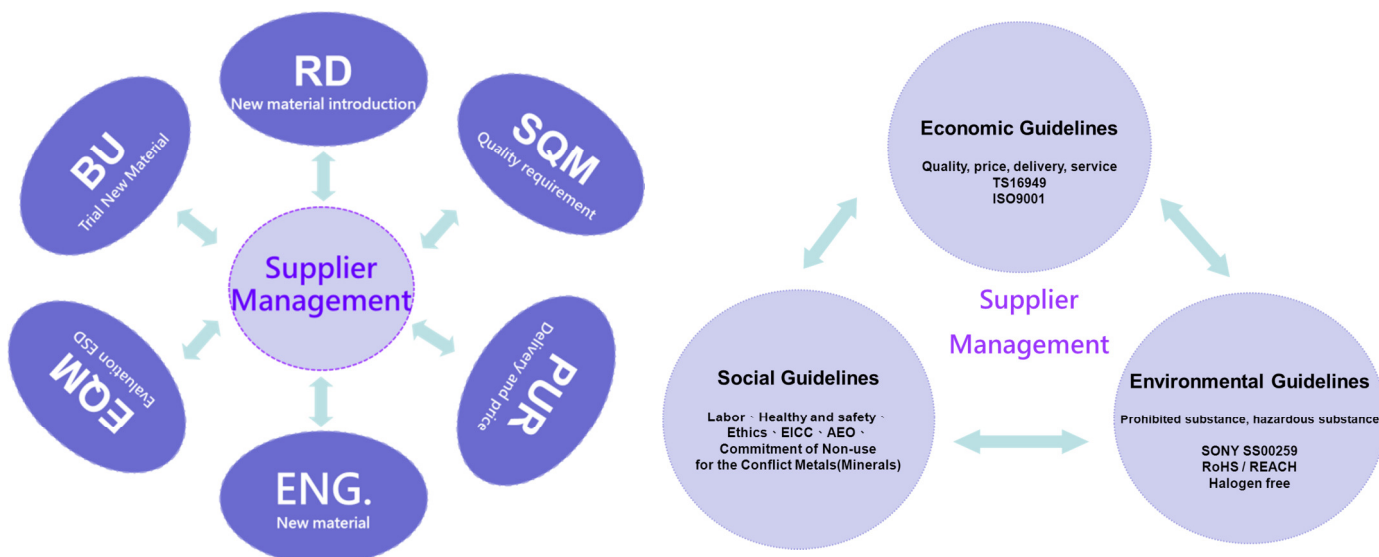 RD
New material introduction
SQM
Quality requirement
BU
Trial New Material
Supplier
Management
EQM
Evaluation ESD
PUR
Delivery and price
ENG.
New material
Economic Guidelines
Quality, price, delivery, service
TS16949
ISO9001
Supplier
Management
Social Guidelines
Labor、Healthy and safety、
Ethics、EICC、AEO、
Commitment of Non-use
for the Conflict Metals(Minerals)
Environmental Guidelines
Prohibited substance, hazardous substance
SONY SS00259
RoHS / REACH
Halogen free